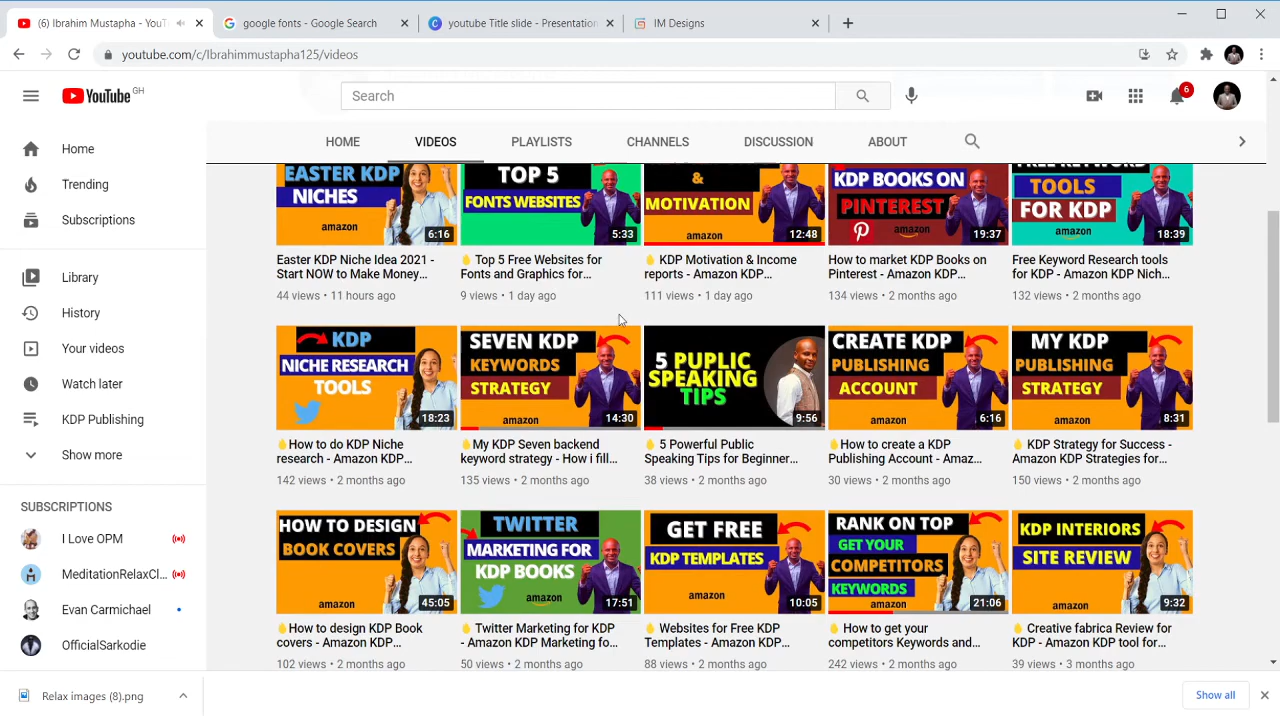 (6) Ibrahim Mustapha - YouT
google fonts - Google Search
youtube Title slide - Presentation
IM Designs
youtube.com/c/Ibrahimmustapha125/videos
YouTube GH
Search
6
HOME
VIDEOS
PLAYLISTS
CHANNELS
DISCUSSION
ABOUT
Home
Trending
Subscriptions
Library
History
Your videos
Watch later
KDP Publishing
Show more
SUBSCRIPTIONS
I Love OPM
MeditationRelaxCl...
Evan Carmichael
OfficialSarkodie
EASTER KDP
NICHES
amazon
6:16
Easter KDP Niche Idea 2021 -
Start NOW to Make Money...
44 views • 11 hours ago
TOP 5
FONTS WEBSITES
5:33
Top 5 Free Websites for
Fonts and Graphics for...
9 views • 1 day ago
&
MOTIVATION
amazon
12:48
KDP Motivation & Income
reports - Amazon KDP...
111 views • 1 day ago
KDP BOOKS ON
PINTEREST
amazon
19:37
How to market KDP Books on
Pinterest - Amazon KDP...
134 views • 2 months ago
FREE KEYWORD
TOOLS
FOR KDP
amazon
18:39
Free Keyword Research tools
for KDP - Amazon KDP Nich...
132 views • 2 months ago
KDP
NICHE RESEARCH
TOOLS
18:23
How to do KDP Niche
research - Amazon KDP...
142 views • 2 months ago
SEVEN KDP
KEYWORDS
STRATEGY
amazon
14:30
My KDP Seven backend
keyword strategy - How i fill...
135 views • 2 months ago
5 PUPLIC
SPEAKING
TIPS
9:56
5 Powerful Public
Speaking Tips for Beginner...
38 views • 2 months ago
CREATE KDP
PUBLISHING
ACCOUNT
amazon
6:16
How to create a KDP
Publishing Account - Amaz...
30 views • 2 months ago
MY KDP
PUBLISHING
STRATEGY
amazon
8:31
KDP Strategy for Success -
Amazon KDP Strategies for...
150 views • 2 months ago
HOW TO DESIGN
BOOK COVERS
amazon
45:05
How to design KDP Book
covers - Amazon KDP...
102 views • 2 months ago
TWITTER
MARKETING FOR
KDP BOOKS
amazon
17:51
Twitter Marketing for KDP
- Amazon KDP Marketing fo...
50 views • 2 months ago
GET FREE
KDP TEMPLATES
amazon
10:05
Websites for Free KDP
Templates - Amazon KDP...
88 views • 2 months ago
RANK ON TOP
GET YOUR
COMPETITORS
KEYWORDS
amazon
21:06
How to get your
competitors Keywords and...
242 views • 2 months ago
KDP INTERIORS
SITE REVIEW
amazon
9:32
Creative fabrica Review for
KDP - Amazon KDP tool for...
39 views • 3 months ago
Relax images (8).png
Show all